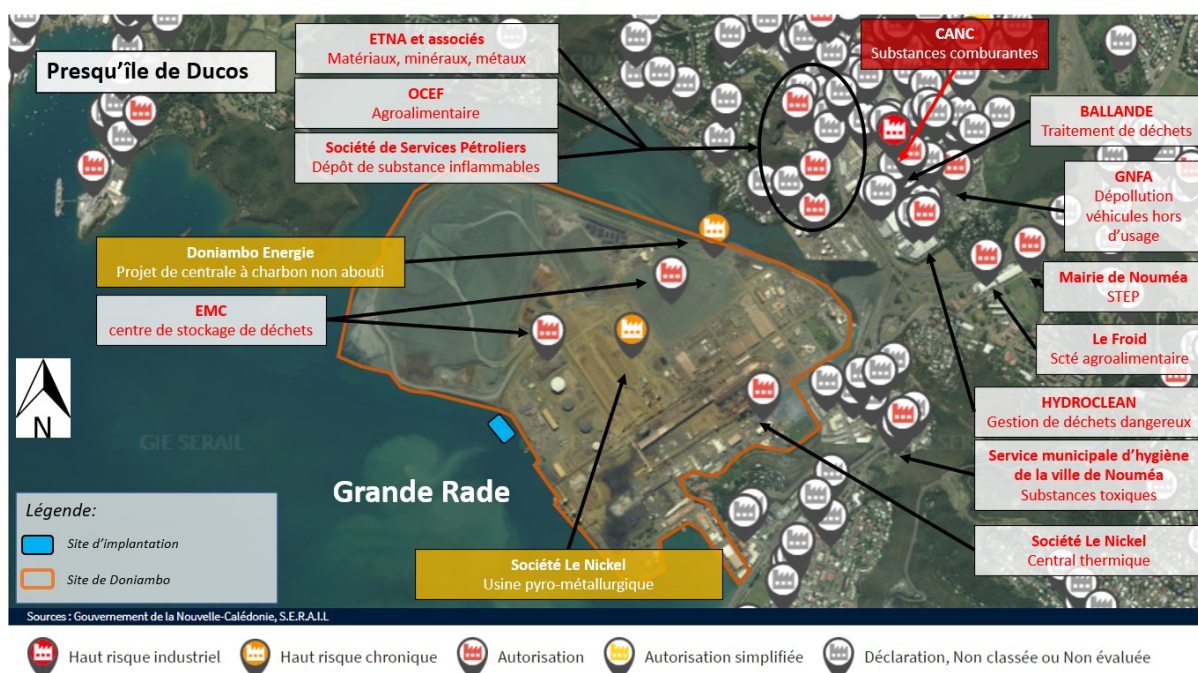 Presqu'île de Ducos
ETNA et associés
Matériaux, minéraux, métaux
OCEF
Agroalimentaire
Société de Services Pétroliers
Dépôt de substance inflammables
CANC
Substances comburantes
BALLANDE
Traitement de déchets
GNFA
Dépollution
véhicules hors
d'usage
Doniambo Energie
Projet de centrale à charbon non abouti
EMC
centre de stockage de déchets
Mairie de Nouméa
STEP
Le Froid
Scté agroalimentaire
HYDROCLEAN
Gestion de déchets dangereux
Service municipale d'hygiène
de la ville de Nouméa
Substances toxiques
Société Le Nickel
Central thermique
N
GIE SERAIL
GIE SERAIL
GIE SERAIL
Grande Rade
Société Le Nickel
Usine pyro-métallurgique
Légende:
Site d'implantation
Site de Doniambo
Sources : Gouvernement de la Nouvelle-Calédonie, S.E.R.A.I.L
Haut risque industriel
Haut risque chronique
Autorisation
Autorisation simplifiée
Déclaration, Non classée ou Non évaluée